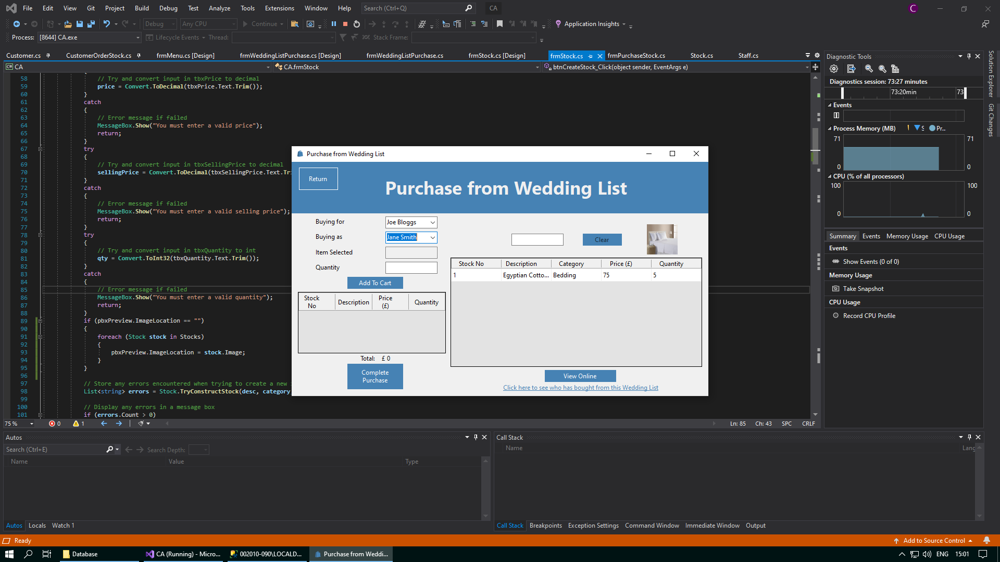 File Edit View Git Project Build Debug Test Analyze Tools Extensions Window Help Search (Ctrl+Q) CA C
Debug Any CPU Continue Application Insights
Process: [8644] CA.exe Lifecycle Events Thread: Stack Frame:
Customer.cs CustomerOrderStock.cs frmMenu.cs [Design] frmWeddingListPurchase.cs [Design] frmWeddingListPurchase.cs frmStock.cs [Design] frmStock.cs frmPurchaseStock.cs Stock.cs Staff.cs
C# CA CA.frmStock btnCreateStock_Click(object sender, EventArgs e)
58 // Try and convert input in tbxPrice to decimal
59 price = Convert.ToDecimal(tbxPrice.Text.Trim());
60 }
61 catch
62 {
63 // Error message if failed
64 MessageBox.Show("You must enter a valid price");
65 return;
66 }
67 try
68 {
69 // Try and convert input in tbxSellingPrice to decimal
70 sellingPrice = Convert.ToDecimal(tbxSellingPrice.Text.Tri
71 }
72 catch
73 {
74 // Error message if failed
75 MessageBox.Show("You must enter a valid selling price");
76 return;
77 }
78 try
79 {
80 // Try and convert input in tbxQuantity to int
81 qty = Convert.ToInt32(tbxQuantity.Text.Trim());
82 }
83 catch
84 {
85 // Error message if failed
86 MessageBox.Show("You must enter a valid quantity");
87 return;
88 }
89 if (pbxPreview.ImageLocation == "")
90 {
91 foreach (Stock stock in Stocks)
92 {
93 pbxPreview.ImageLocation = stock.Image;
94 }
95 }
96
97 // Store any errors encountered when trying to create a new
98 List<string> errors = Stock.TryConstructStock(desc, category
99
100 // Display any errors in a message box
101 if (errors.Count > 0)
75 % 0 1 Ln: 85 Ch: 43 SPC CRLF
Purchase from Wedding List
Return
Purchase from Wedding List
Buying for Joe Bloggs
Buying as Jane Smith
Item Selected
Quantity
Add To Cart
Stock No Description Price (£) Quantity
Total: £ 0
Complete Purchase
Clear
Stock No Description Category Price (£) Quantity
1 Egyptian Cotto... Bedding 75 5
View Online
Click here to see who has bought from this Wedding List
Diagnostic Tools
Diagnostics session: 73:27 minutes
73:20min 73
Events
Process Memory (MB) S Pr...
71 71
0 0
CPU (% of all processors)
100 100
0 0
Summary Events Memory Usage CPU Usage
Events
Show Events (0 of 0)
Memory Usage
Take Snapshot
CPU Usage
Record CPU Profile
Solution Explorer
Git Changes
Autos
Search (Ctrl+E) Search Depth:
Name Value Type
Autos Locals Watch 1
Call Stack
Name Lang
Call Stack Breakpoints Exception Settings Command Window Immediate Window Output
Ready Add to Source Control
Database CA (Running) - Micro... 002010-090\LOCALD... Purchase from Weddi... ENG 15:01